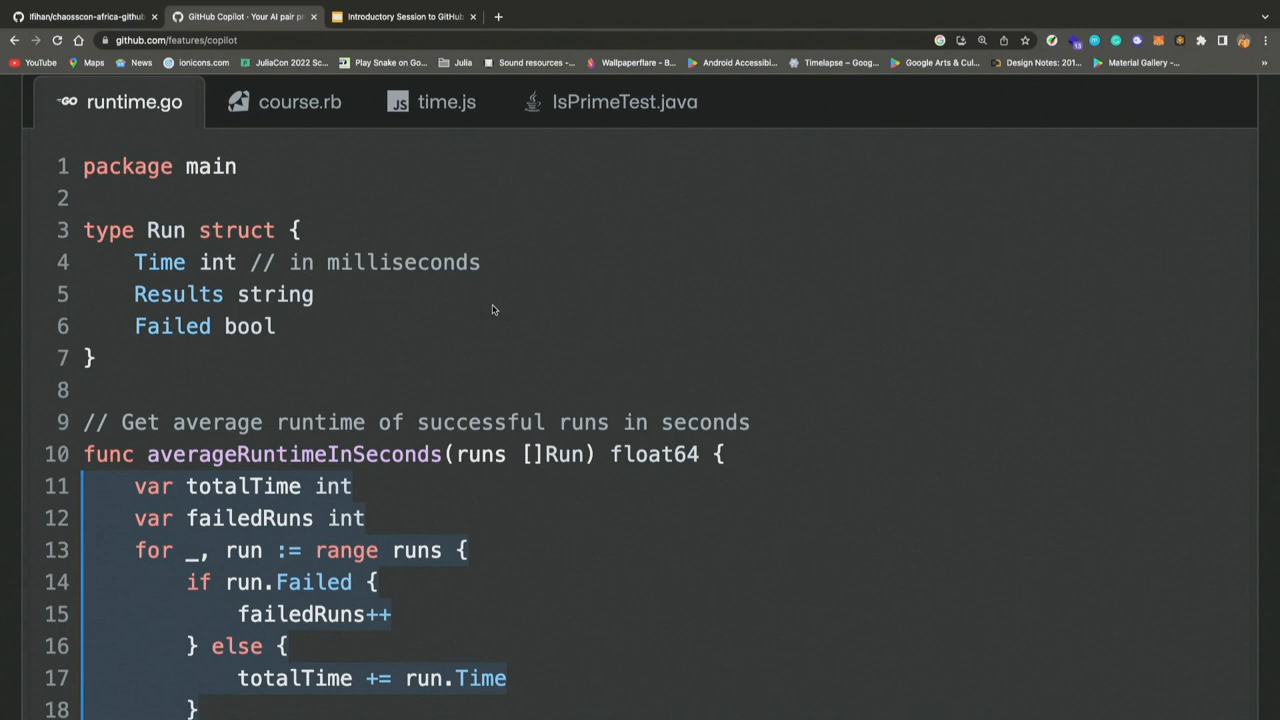 lfihan/chaosscon-africa-github
GitHub Copilot · Your AI pair pr
Introductory Session to GitHub
github.com/features/copilot
13
YouTube
Maps
News
ionicons.com
JuliaCon 2022 Sc...
Play Snake on Go...
Julia
Sound resources -...
Wallpaperflare - B...
Android Accessibi...
Timelapse – Goog...
Google Arts & Cul...
Design Notes: 201...
Material Gallery -...
runtime.go
course.rb
JS time.js
IsPrimeTest.java
1 package main
2
3 type Run struct {
4 Time int // in milliseconds
5 Results string
6 Failed bool
7 }
8
9 // Get average runtime of successful runs in seconds
10 func averageRuntimeInSeconds(runs []Run) float64 {
11 var totalTime int
12 var failedRuns int
13 for _, run := range runs {
14 if run.Failed {
15 failedRuns++
16 } else {
17 totalTime += run.Time
18 }